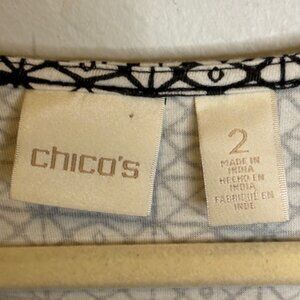 chico's
2
MADE IN
INDIA
HECHO EN
INDIA
FABRIQUÉ EN
INDE